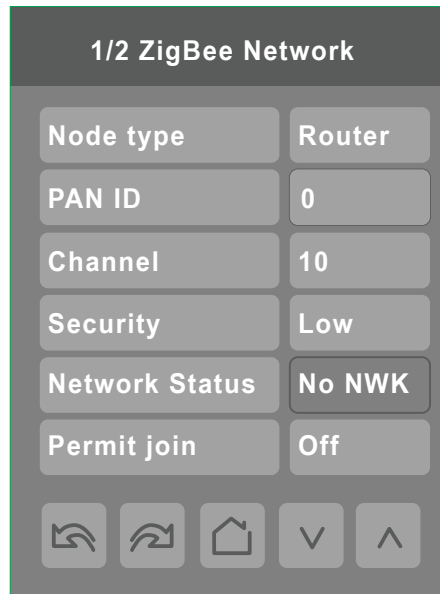 1/2 ZigBee Network
Node type Router
PAN ID 0
Channel 10
Security Low
Network Status No NWK
Permit join Off